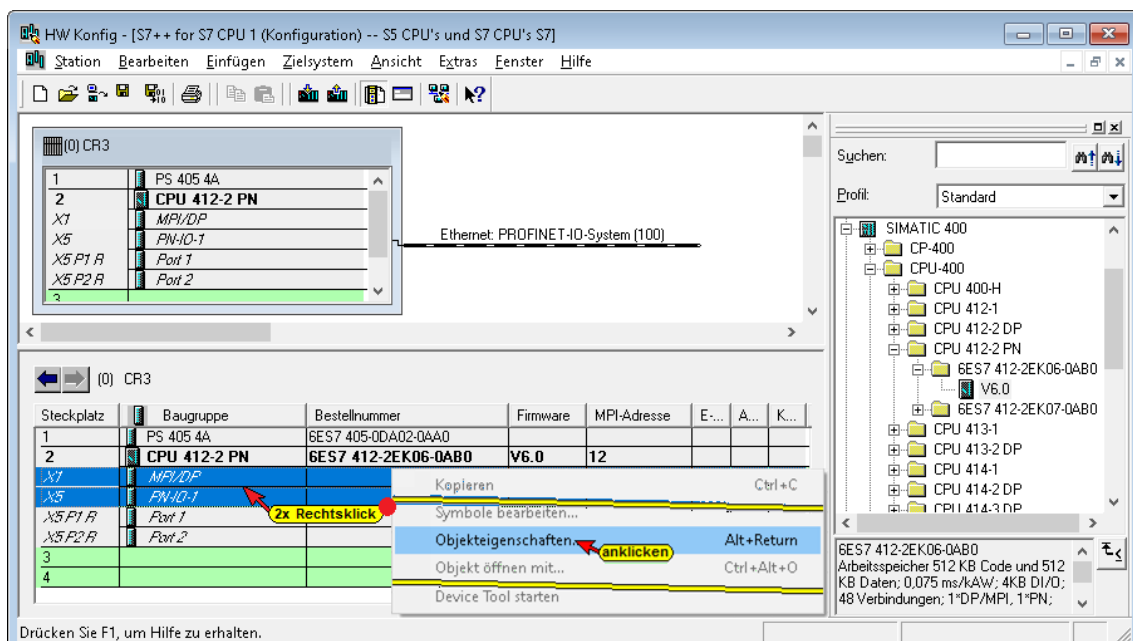 HW Konfig - [S7++ for S7 CPU 1 (Konfiguration) -- S5 CPU's und S7 CPU's S7]
Station Bearbeiten Einfügen Zielsystem Ansicht Extras Fenster Hilfe
(0) CR3
1 PS 405 4A
2 CPU 412-2 PN
X1 MPI/DP
X5 PN-IO-1
X5 P1 R Port 1
X5 P2 R Port 2
3
Ethernet: PROFINET-IO-System (100)
Suchen:
Profil: Standard
SIMATIC 400
CP-400
CPU-400
CPU 400-H
CPU 412-1
CPU 412-2 DP
CPU 412-2 PN
6ES7 412-2EK06-0AB0
V6.0
6ES7 412-2EK07-0AB0
CPU 413-1
CPU 413-2 DP
CPU 414-1
CPU 414-2 DP
CPU 414-3 DP
6ES7 412-2EK06-0AB0
Arbeitsspeicher 512 KB Code und 512
KB Daten; 0,075 ms/kAW; 4KB DI/O;
48 Verbindungen; 1*DP/MPI, 1*PN;
(0) CR3
Steckplatz Baugruppe Bestellnummer Firmware MPI-Adresse E-... A... K...
1 PS 405 4A 6ES7 405-0DA02-0AA0
2 CPU 412-2 PN 6ES7 412-2EK06-0AB0 V6.0 12
X1 MPI/DP
X5 PN-IO-1
X5 P1 R Port 1
X5 P2 R Port 2
3
4
2x Rechtsklick
Kopieren Ctrl+C
Symbole bearbeiten...
Objekteigenschaften... Alt+Return
anklicken
Objekt öffnen mit... Ctrl+Alt+O
Device Tool starten
Drücken Sie F1, um Hilfe zu erhalten.